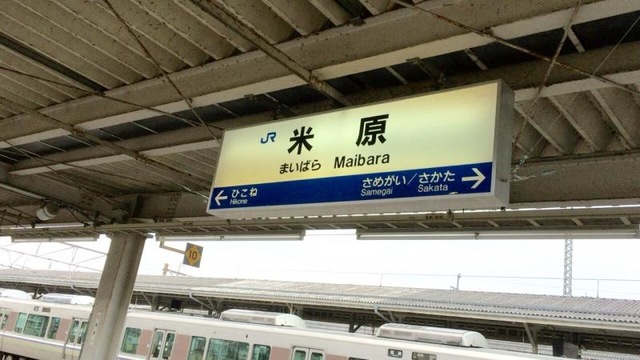 JR 米原
まいばら Maibara
← ひこね
Hikone
さめがい／さかた →
Samegai Sakata
10